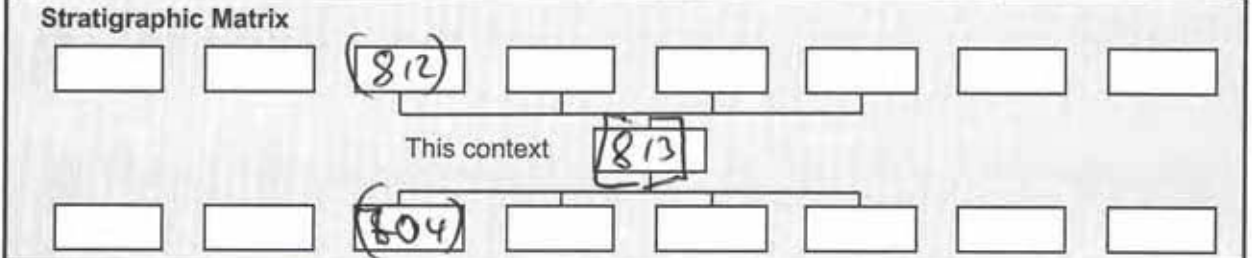 Stratigraphic Matrix
(812)
This context [813]
(804)